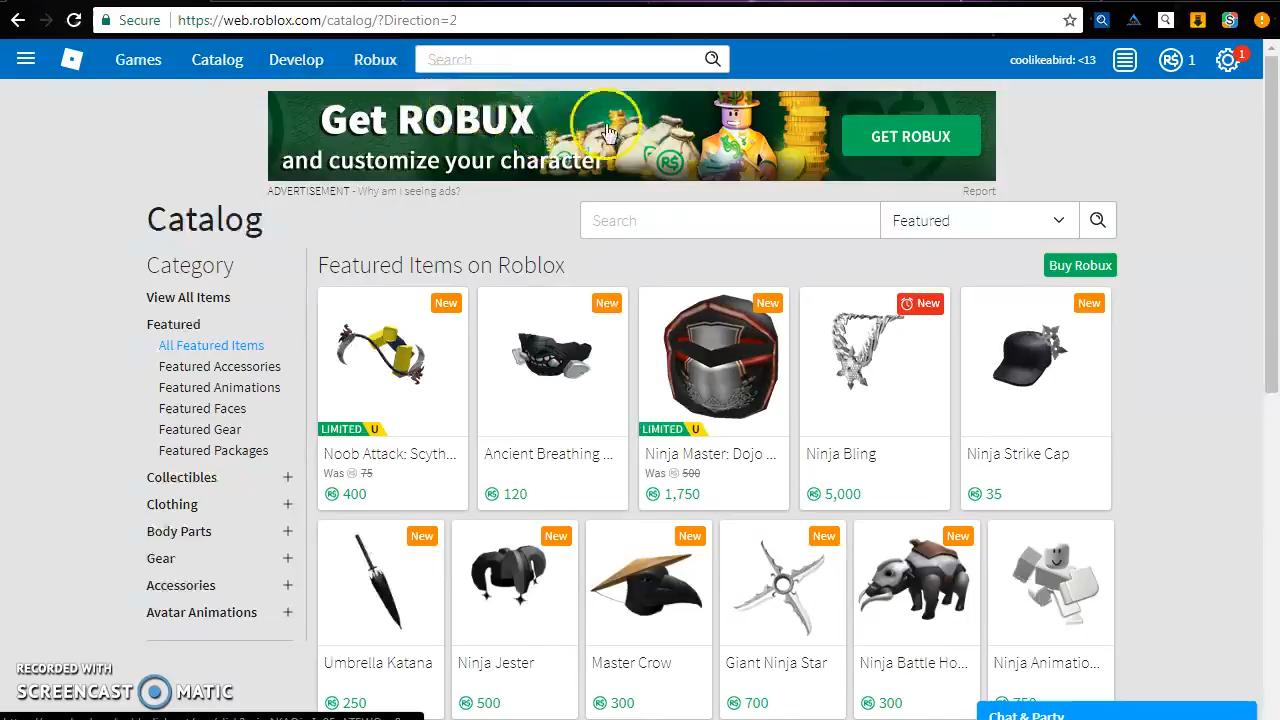 Secure https://web.roblox.com/catalog/?Direction=2
Games Catalog Develop Robux Search coolikeabird: <13 R$ 1 1
Get ROBUX
and customize your character
R$
GET ROBUX
ADVERTISEMENT - Why am I seeing ads? Report
Catalog
Search Featured
Category
Featured Items on Roblox
Buy Robux
View All Items
Featured
All Featured Items
Featured Accessories
Featured Animations
Featured Faces
Featured Gear
Featured Packages
Collectibles +
Clothing +
Body Parts +
Gear +
Accessories +
Avatar Animations +
New New New New New
LIMITED U LIMITED U
Noob Attack: Scyth... Ancient Breathing ... Ninja Master: Dojo ... Ninja Bling Ninja Strike Cap
Was R$ 75 Was R$ 500
R$ 400 R$ 120 R$ 1,750 R$ 5,000 R$ 35
New New New New New
Umbrella Katana Ninja Jester Master Crow Giant Ninja Star Ninja Battle Ho... Ninja Animatio...
R$ 250 R$ 500 R$ 300 R$ 700 R$ 300
RECORDED WITH
SCREENCAST MATIC
Chat & Party